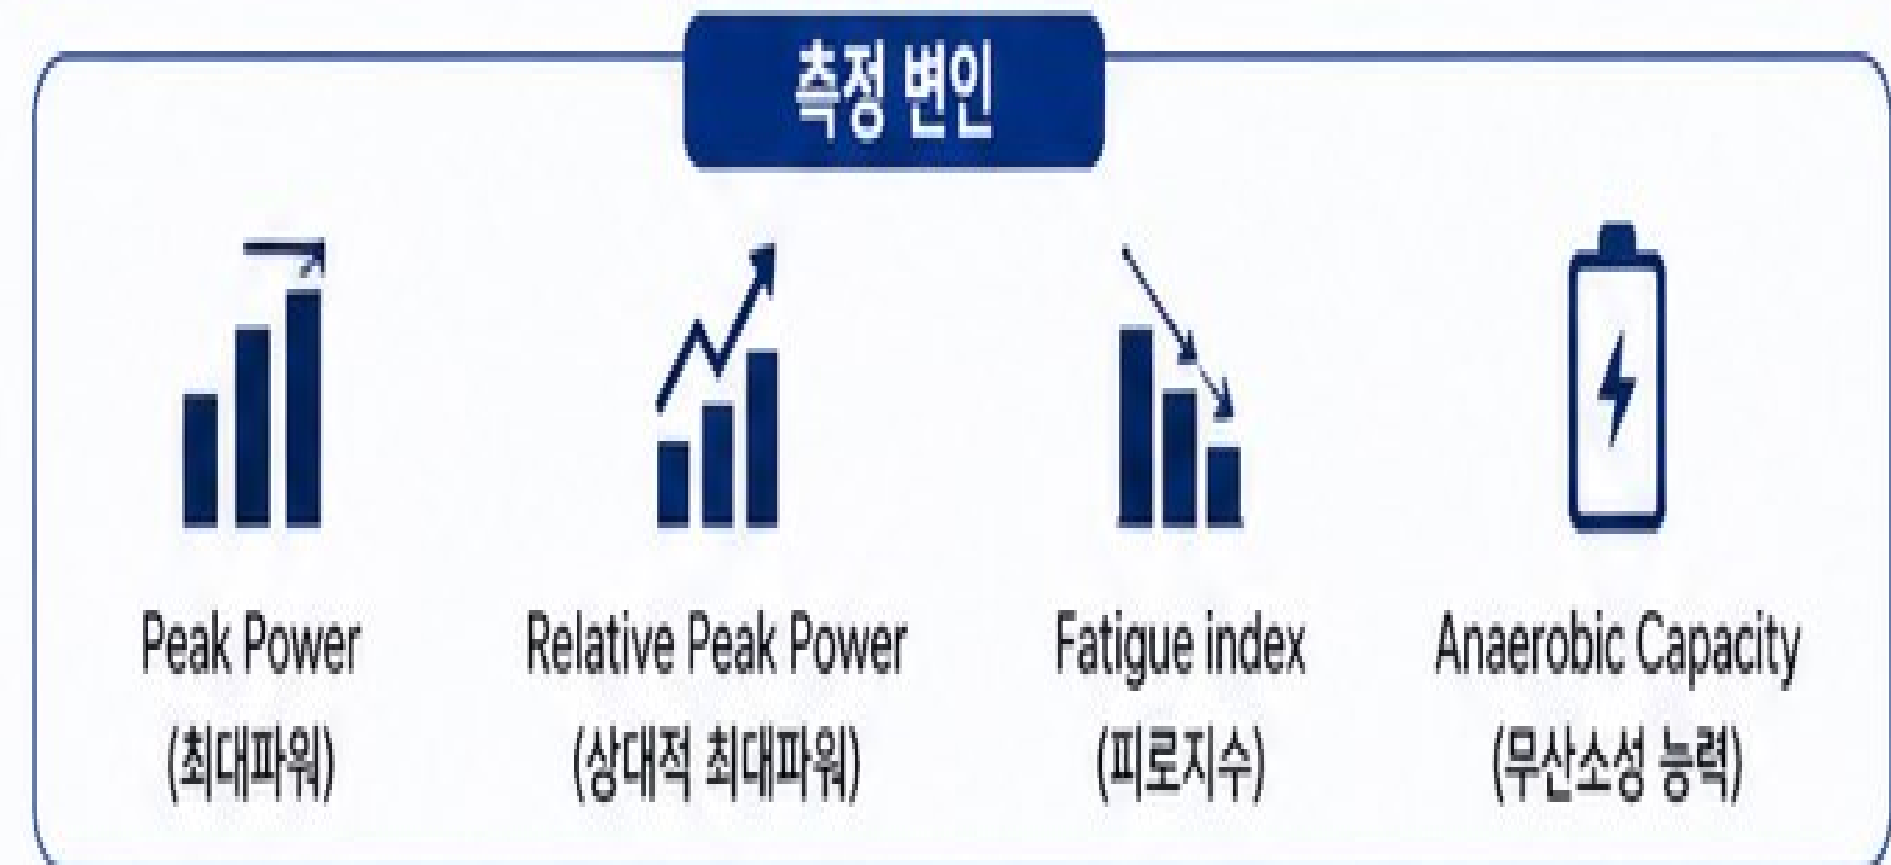 측정 변인
Peak Power
(최대파워)
Relative Peak Power
(상대적 최대파워)
Fatigue index
(피로지수)
Anaerobic Capacity
(무산소성 능력)